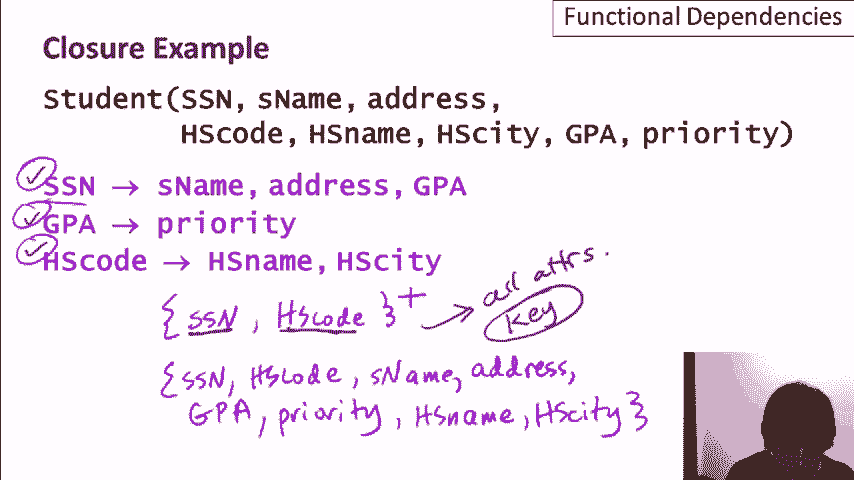 Functional Dependencies
Closure Example
Student(SSN, sName, address,
HScode, HSname, HScity, GPA, priority)
SSN → sName, address, GPA
GPA → priority
HScode → HSname, HScity
all attrs.
{SSN, HScode}+ → Key
{SSN, HScode, sName, address,
GPA, priority, HSname, HScity}